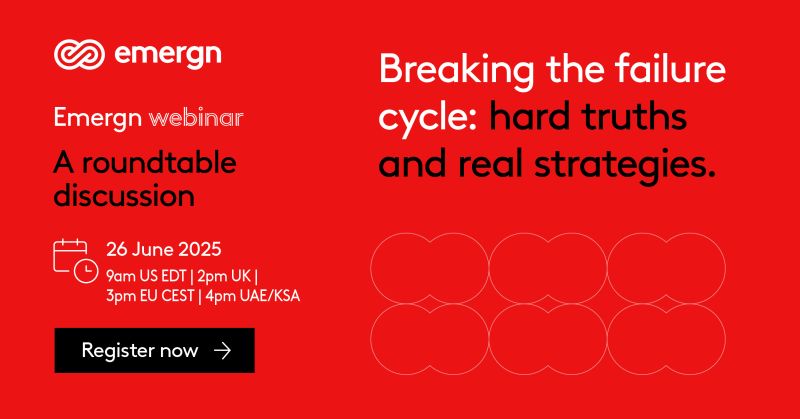 emergn
Emergn webinar
A roundtable
discussion
26 June 2025
9am US EDT | 2pm UK |
3pm EU CEST | 4pm UAE/KSA
Register now
Breaking the failure
cycle: hard truths
and real strategies.